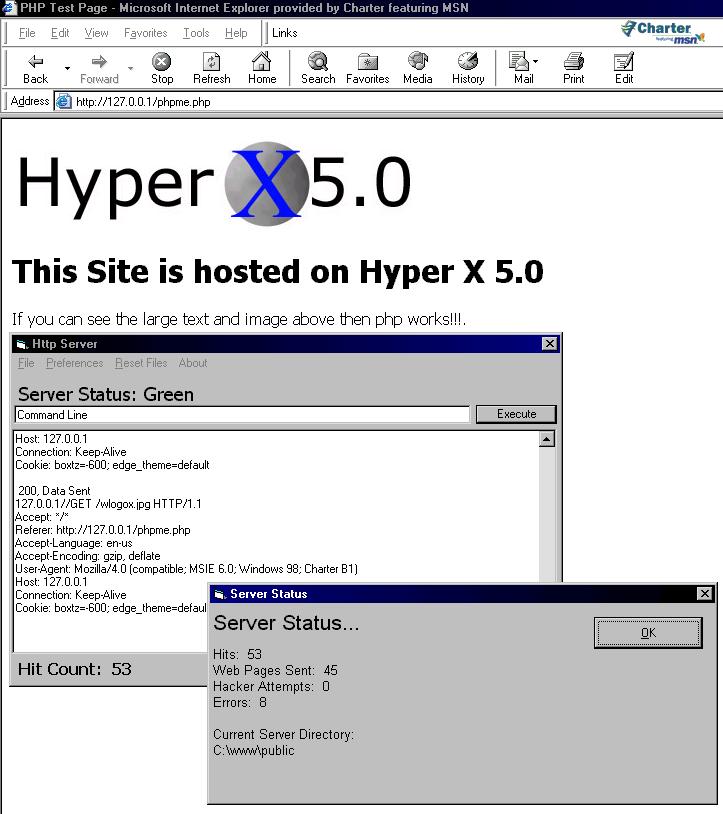 PHP Test Page - Microsoft Internet Explorer provided by Charter featuring MSN
File Edit View Favorites Tools Help Links
Charter
featuring msn
Back Forward Stop Refresh Home Search Favorites Media History Mail Print Edit
Address http://127.0.0.1/phpme.php
Hyper X 5.0
This Site is hosted on Hyper X 5.0
If you can see the large text and image above then php works!!!.
Http Server
File Preferences Reset Files About
Server Status: Green
Command Line Execute
Host: 127.0.0.1
Connection: Keep-Alive
Cookie: boxtz=-600; edge_theme=default
200, Data Sent
127.0.0.1//GET /wlogox.jpg HTTP/1.1
Accept: */*
Referer: http://127.0.0.1/phpme.php
Accept-Language: en-us
Accept-Encoding: gzip, deflate
User-Agent: Mozilla/4.0 (compatible; MSIE 6.0; Windows 98; Charter B1)
Host: 127.0.0.1
Connection: Keep-Alive
Cookie: boxtz=-600; edge_theme=defaul
Hit Count: 53
Server Status
Server Status...
OK
Hits: 53
Web Pages Sent: 45
Hacker Attempts: 0
Errors: 8
Current Server Directory:
C:\www\public